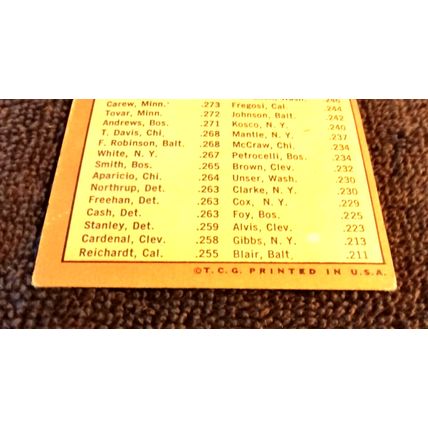 Carew, Minn. .273 Fregosi, Cal. .244
Tovar, Minn. .272 Johnson, Balt. .242
Andrews, Bos. .271 Kosco, N. Y. .240
T. Davis, Chi. .268 Mantle, N.Y. .237
F. Robinson, Balt. .268 McCraw, Chi. .234
White, N. Y. .267 Petrocelli, Bos. .234
Smith, Bos. .265 Brown, Clev. .232
Aparicio, Chi. .264 Unser, Wash. .230
Northrup, Det. .263 Clarke, N. Y. .230
Freehan, Det. .263 Cox, N. Y. .229
Cash, Det. .263 Foy, Bos. .225
Stanley, Det. .259 Alvis, Clev. .223
Cardenal, Clev. .258 Gibbs, N. Y. .213
Reichardt, Cal. .255 Blair, Balt. .211
©T.C.G. PRINTED IN U.S.A.